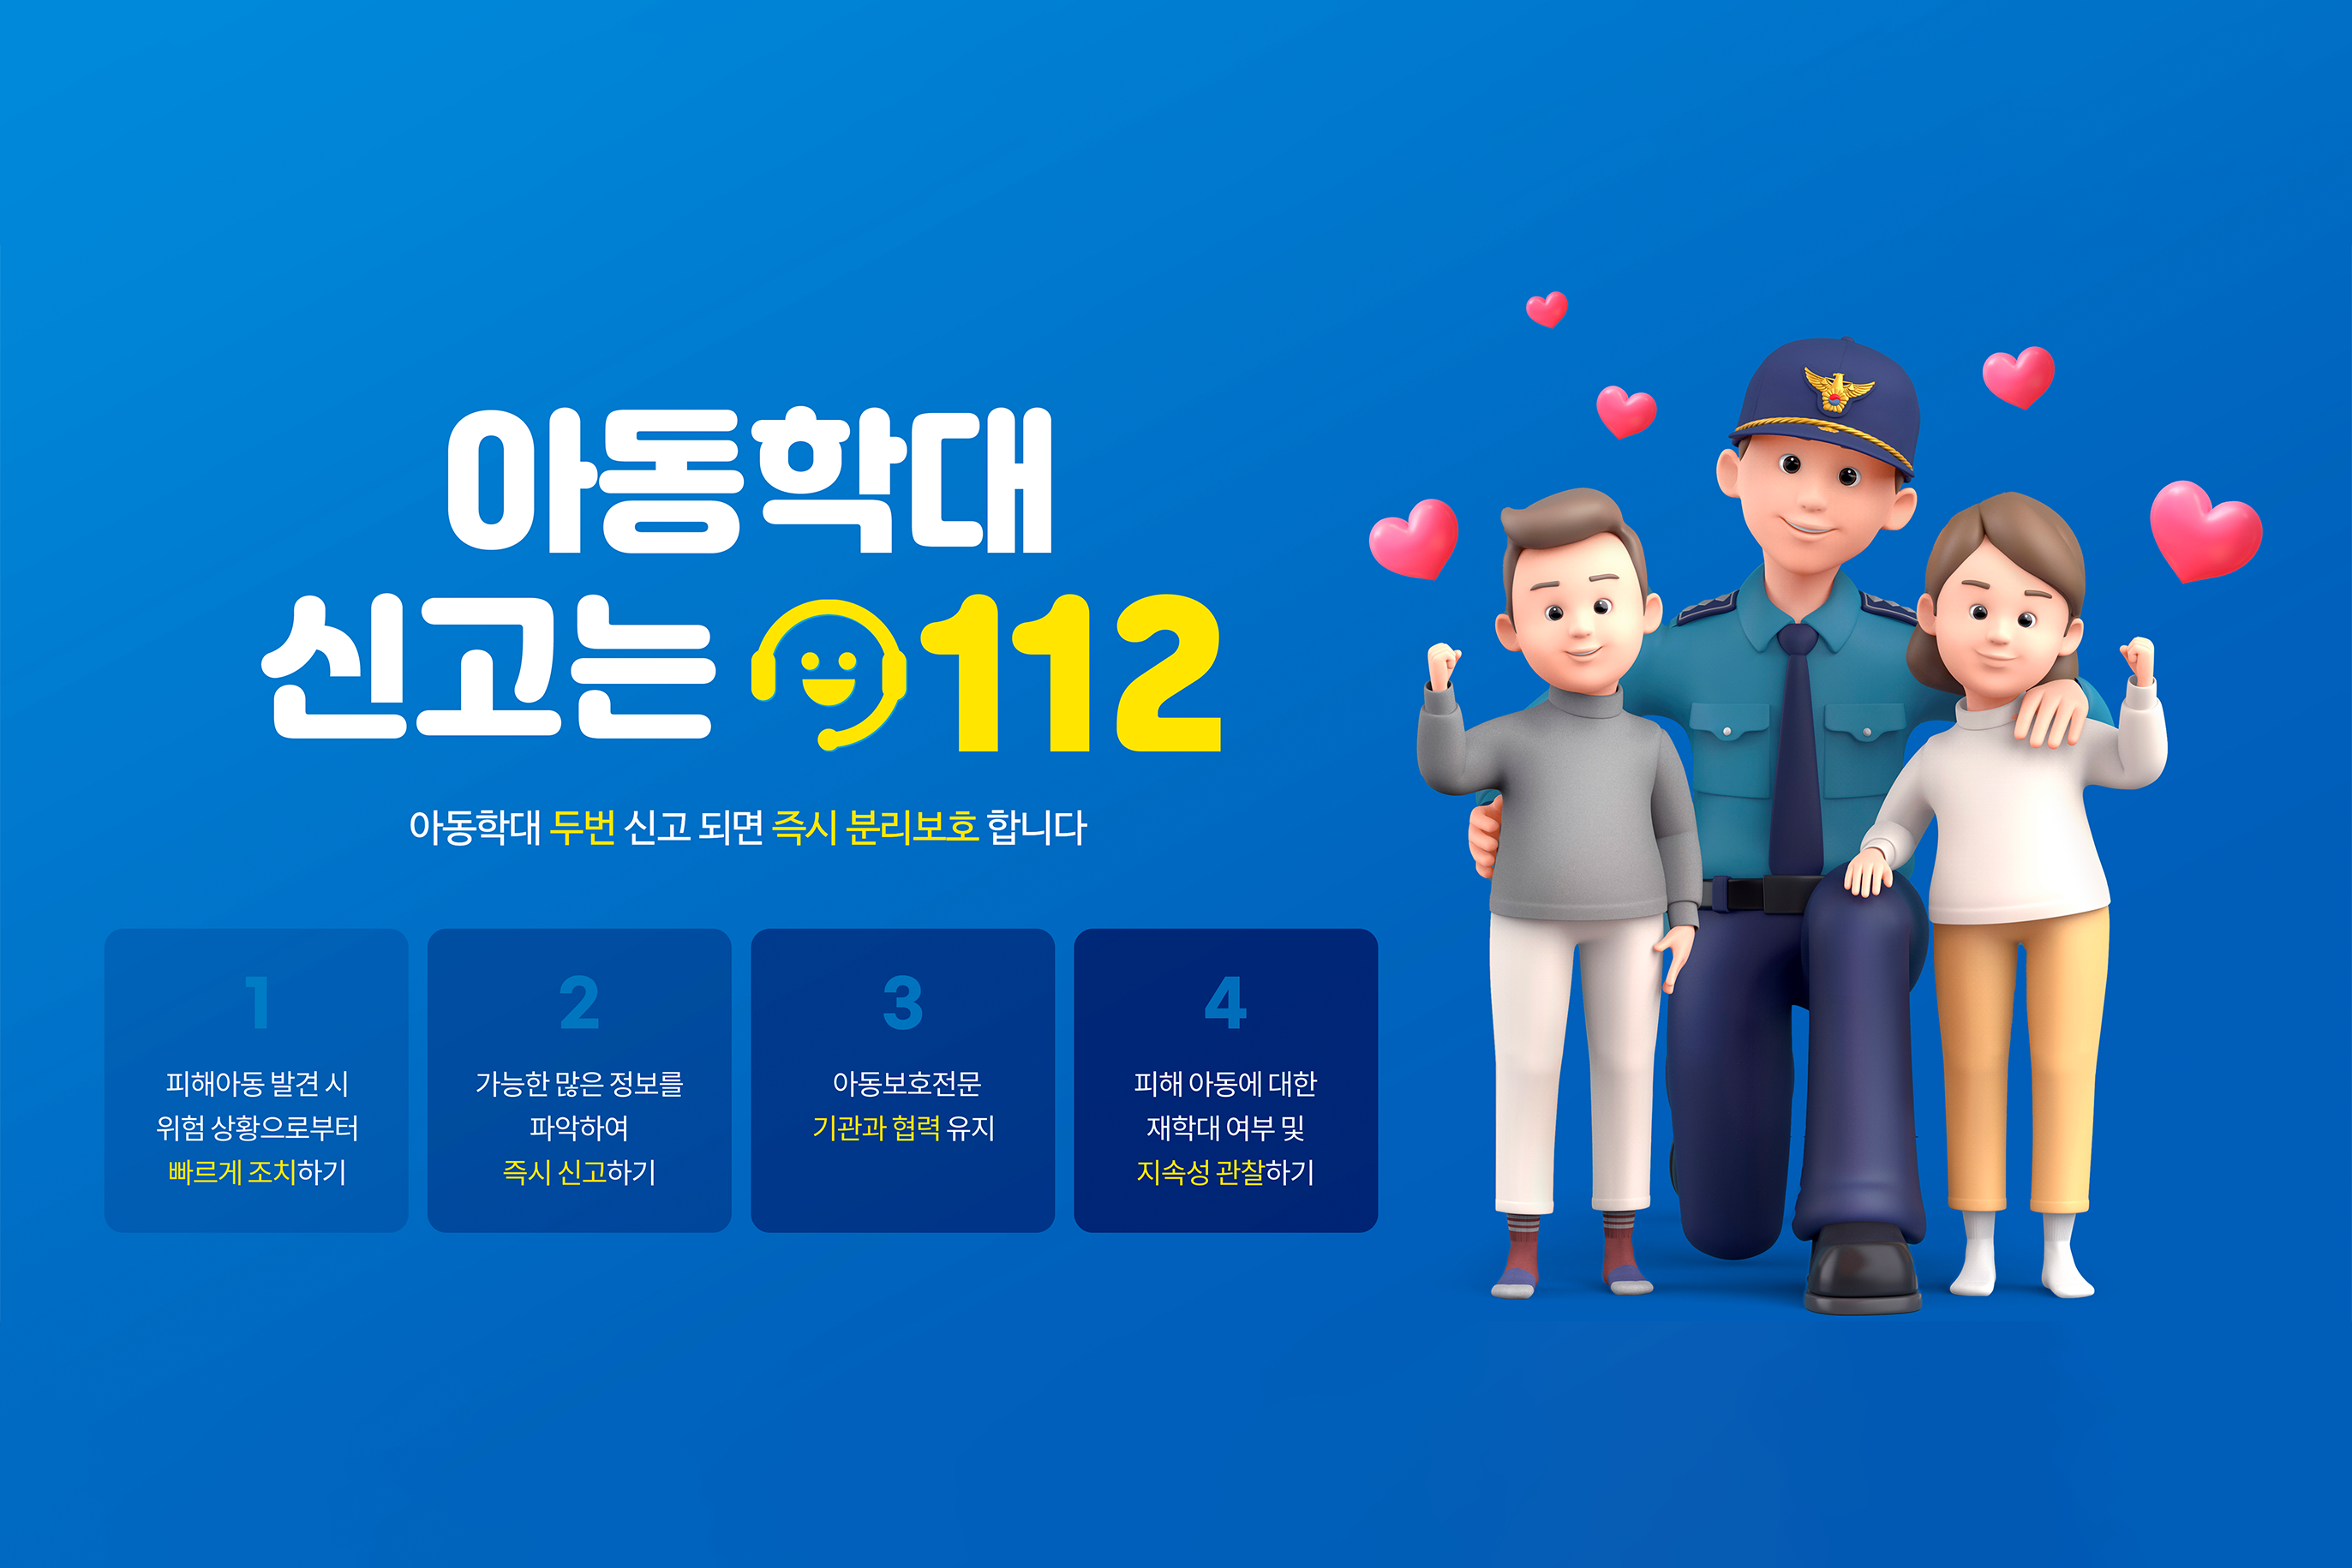 아동학대
신고는 112
아동학대 두번 신고 되면 즉시 분리보호 합니다
1
피해아동 발견 시
위험 상황으로부터
빠르게 조치하기
2
가능한 많은 정보를
파악하여
즉시 신고하기
3
아동보호전문
기관과 협력 유지
4
피해 아동에 대한
재학대 여부 및
지속성 관찰하기